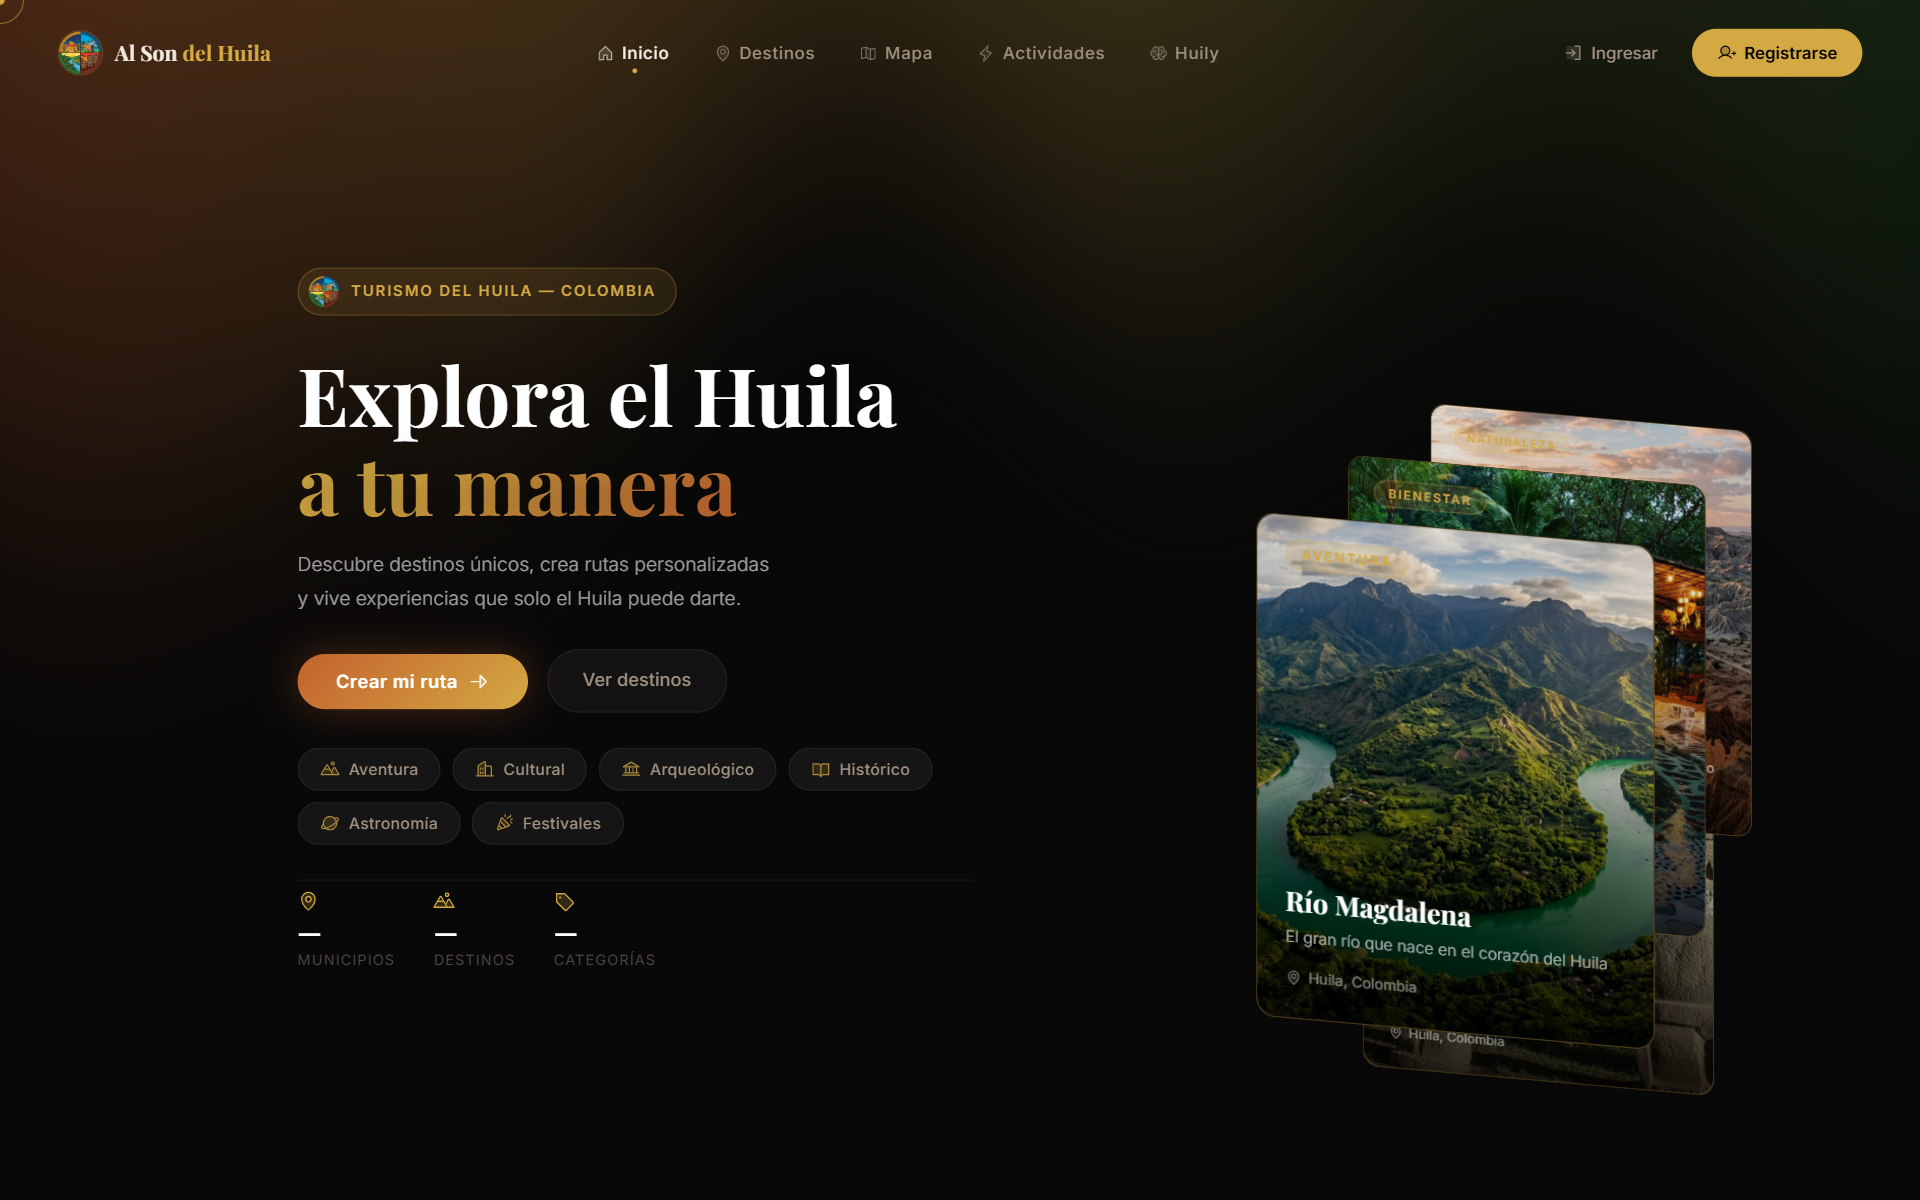 Al Son del Huila
Inicio
Destinos
Mapa
Actividades
Huily
Ingresar
Registrarse
TURISMO DEL HUILA — COLOMBIA
Explora el Huila
a tu manera
Descubre destinos únicos, crea rutas personalizadas
y vive experiencias que solo el Huila puede darte.
Crear mi ruta
Ver destinos
Aventura
Cultural
Arqueológico
Histórico
Astronomía
Festivales
—
MUNICIPIOS
—
DESTINOS
—
CATEGORÍAS
NATURALEZA
BIENESTAR
AVENTURA
Río Magdalena
El gran río que nace en el corazón del Huila
Huila, Colombia
Huila, Colombia